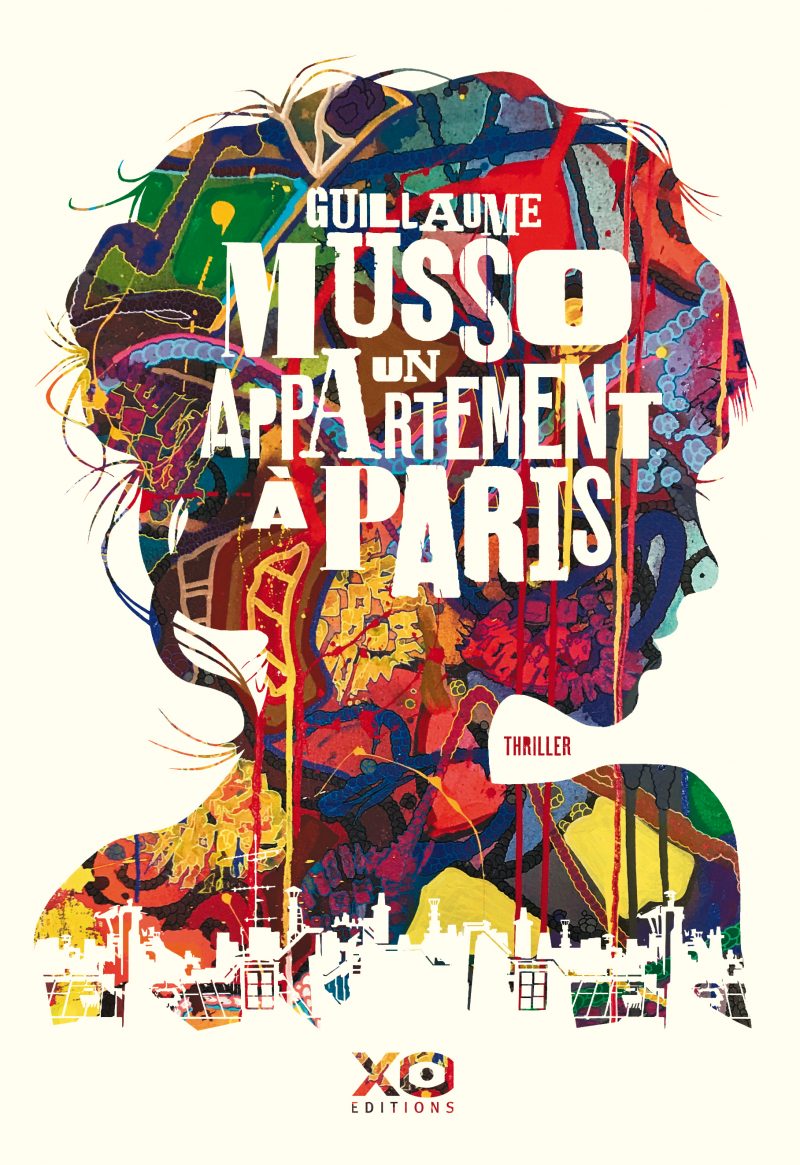 GUILLAUME
MUSSO
UN
APPARTEMENT
À PARIS
THRILLER
XO
EDITIONS